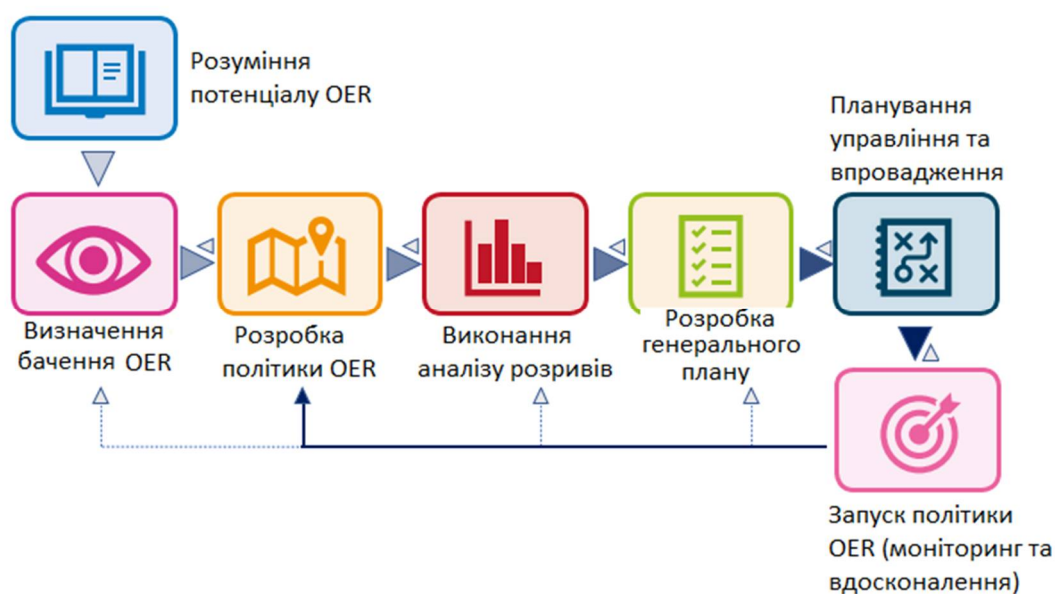 Розуміння
потенціалу OER
Планування
управління та
впровадження
Визначення
бачення OER
Розробка
політики OER
Виконання
аналізу розривів
Розробка
генерального
плану
Запуск політики
OER (моніторинг та
вдосконалення)